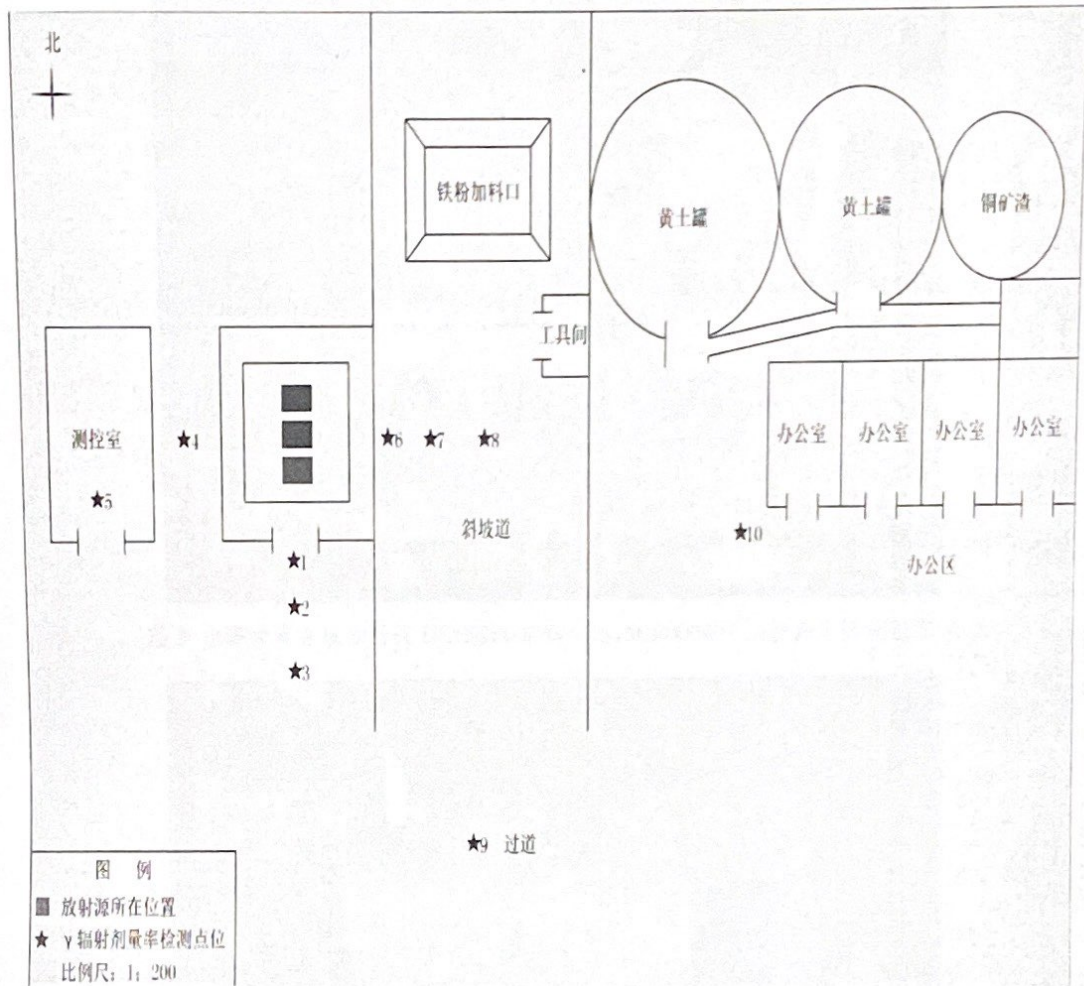 北
铁粉加料口
黄土罐
黄土罐
铜矿渣
工具间
测控室
★4
★6
★7
★8
办公室
办公室
办公室
办公室
★5
斜坡道
★10
★1
办公区
★2
★3
★9 过道
图 例
■ 放射源所在位置
★ γ辐射剂量率检测点位
比例尺: 1: 200